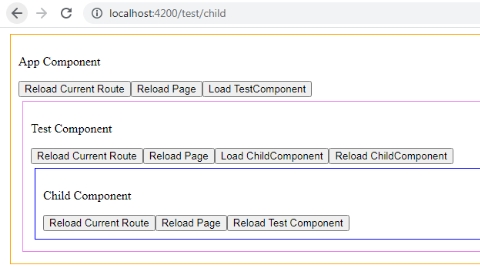 localhost:4200/test/child
App Component
Reload Current Route Reload Page Load TestComponent
Test Component
Reload Current Route Reload Page Load ChildComponent Reload ChildComponent
Child Component
Reload Current Route Reload Page Reload Test Component